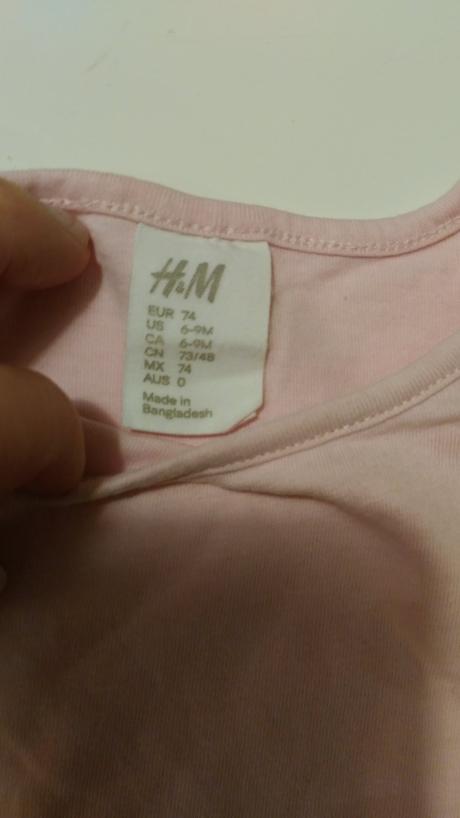 H&M
EUR 74
US 6-9M
CA 6-9M
CN 73/48
MX 74
AUS 0
Made in
Bangladesh